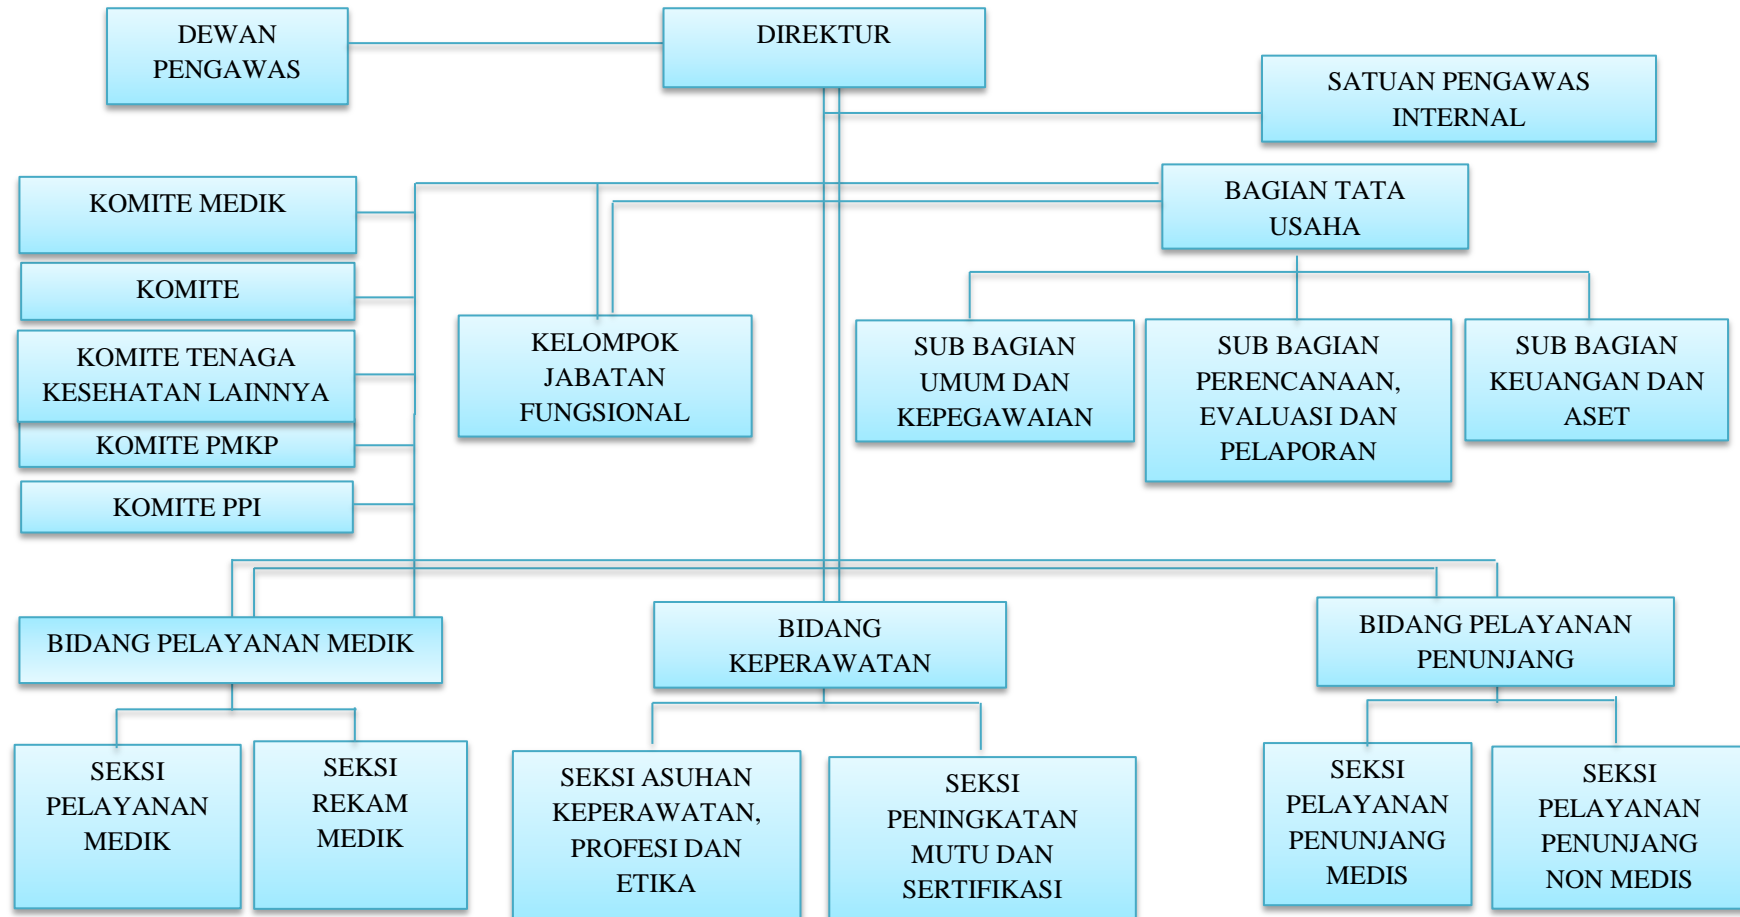 DEWAN
PENGAWAS
DIREKTUR
SATUAN PENGAWAS
INTERNAL
KOMITE MEDIK
BAGIAN TATA
USAHA
KOMITE
KOMITE TENAGA
KESEHATAN LAINNYA
KOMITE PMKP
KOMITE PPI
KELOMPOK
JABATAN
FUNGSIONAL
SUB BAGIAN
UMUM DAN
KEPEGAWAIAN
SUB BAGIAN
PERENCANAAN,
EVALUASI DAN
PELAPORAN
SUB BAGIAN
KEUANGAN DAN
ASET
BIDANG PELAYANAN MEDIK
BIDANG
KEPERAWATAN
BIDANG PELAYANAN
PENUNJANG
SEKSI
PELAYANAN
MEDIK
SEKSI
REKAM
MEDIK
SEKSI ASUHAN
KEPERAWATAN,
PROFESI DAN
ETIKA
SEKSI
PENINGKATAN
MUTU DAN
SERTIFIKASI
SEKSI
PELAYANAN
PENUNJANG
MEDIS
SEKSI
PELAYANAN
PENUNJANG
NON MEDIS